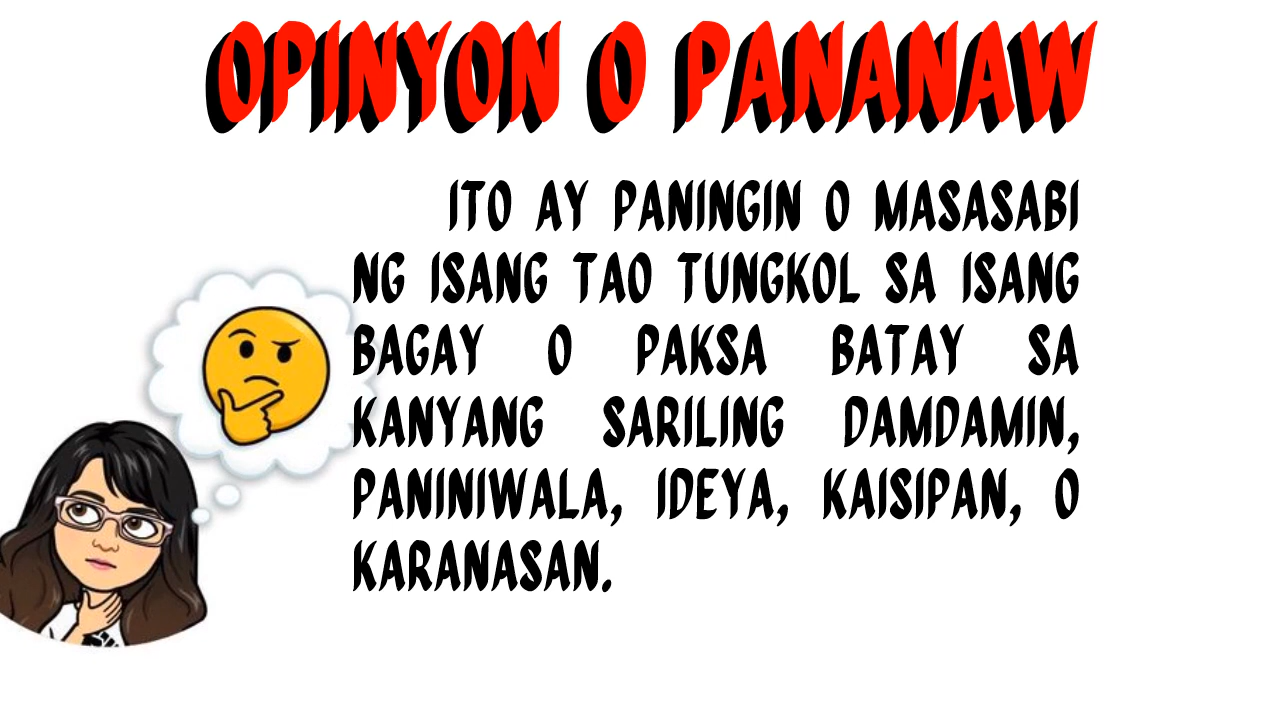 OPINYON O PANANAW
ITO AY PANINGIN O MASASABI
NG ISANG TAO TUNGKOL SA ISANG
BAGAY O PAKSA BATAY SA
KANYANG SARILING DAMDAMIN,
PANINIWALA, IDEYA, KAISIPAN, O
KARANASAN.